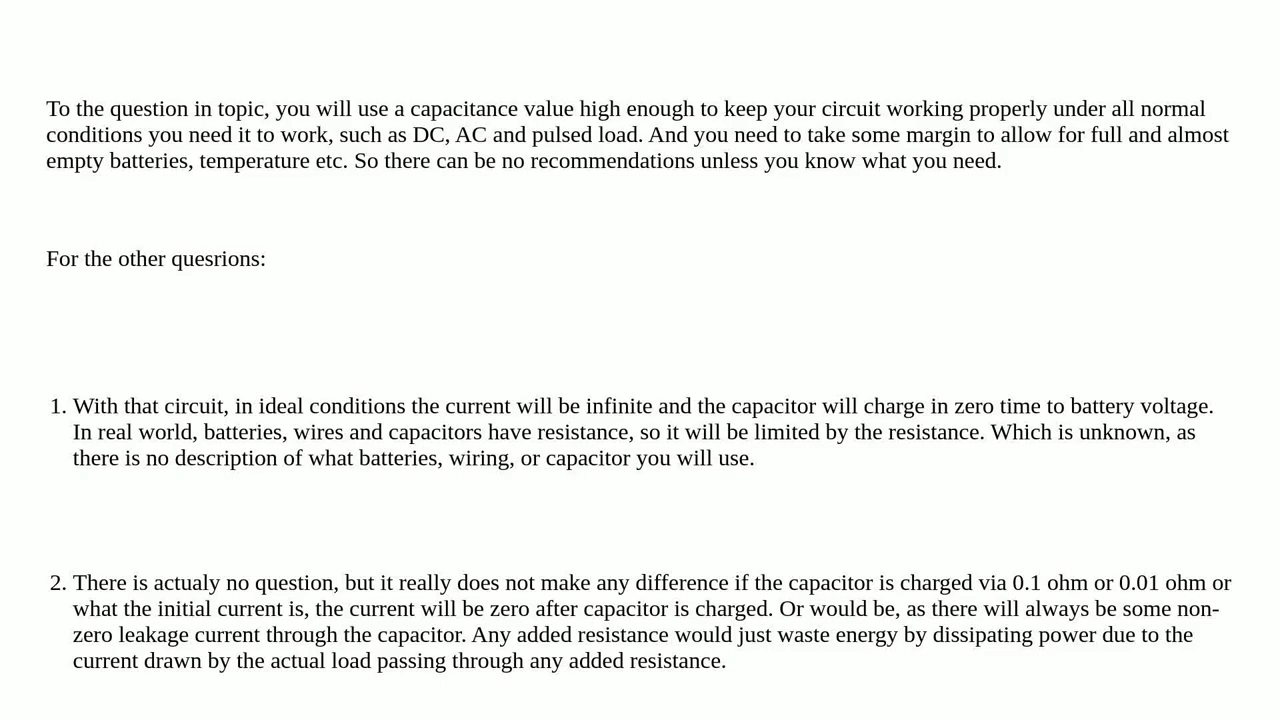 To the question in topic, you will use a capacitance value high enough to keep your circuit working properly under all normal
conditions you need it to work, such as DC, AC and pulsed load. And you need to take some margin to allow for full and almost
empty batteries, temperature etc. So there can be no recommendations unless you know what you need.
For the other quesrions:
1. With that circuit, in ideal conditions the current will be infinite and the capacitor will charge in zero time to battery voltage.
In real world, batteries, wires and capacitors have resistance, so it will be limited by the resistance. Which is unknown, as
there is no description of what batteries, wiring, or capacitor you will use.
2. There is actualy no question, but it really does not make any difference if the capacitor is charged via 0.1 ohm or 0.01 ohm or
what the initial current is, the current will be zero after capacitor is charged. Or would be, as there will always be some non-
zero leakage current through the capacitor. Any added resistance would just waste energy by dissipating power due to the
current drawn by the actual load passing through any added resistance.